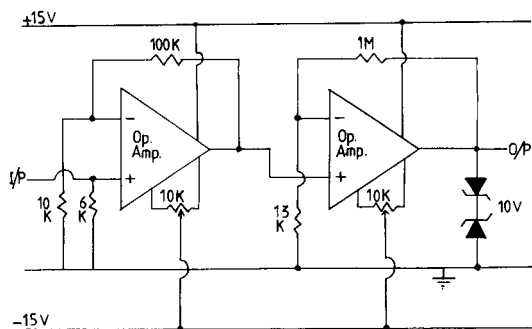 +15V
100K
1M
Op. Amp.
Op. Amp.
I/P
O/P
10K
10K
10 K
6 K
13 K
10V
-15V